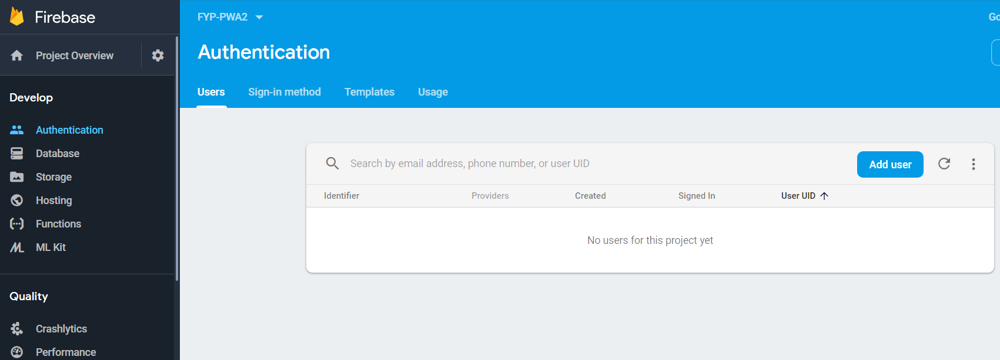 Firebase
Project Overview
Develop
Authentication
Database
Storage
Hosting
Functions
ML Kit
Quality
Crashlytics
Performance
FYP-PWA2
Go
Authentication
Users Sign-in method Templates Usage
Search by email address, phone number, or user UID Add user
Identifier Providers Created Signed In User UID
No users for this project yet